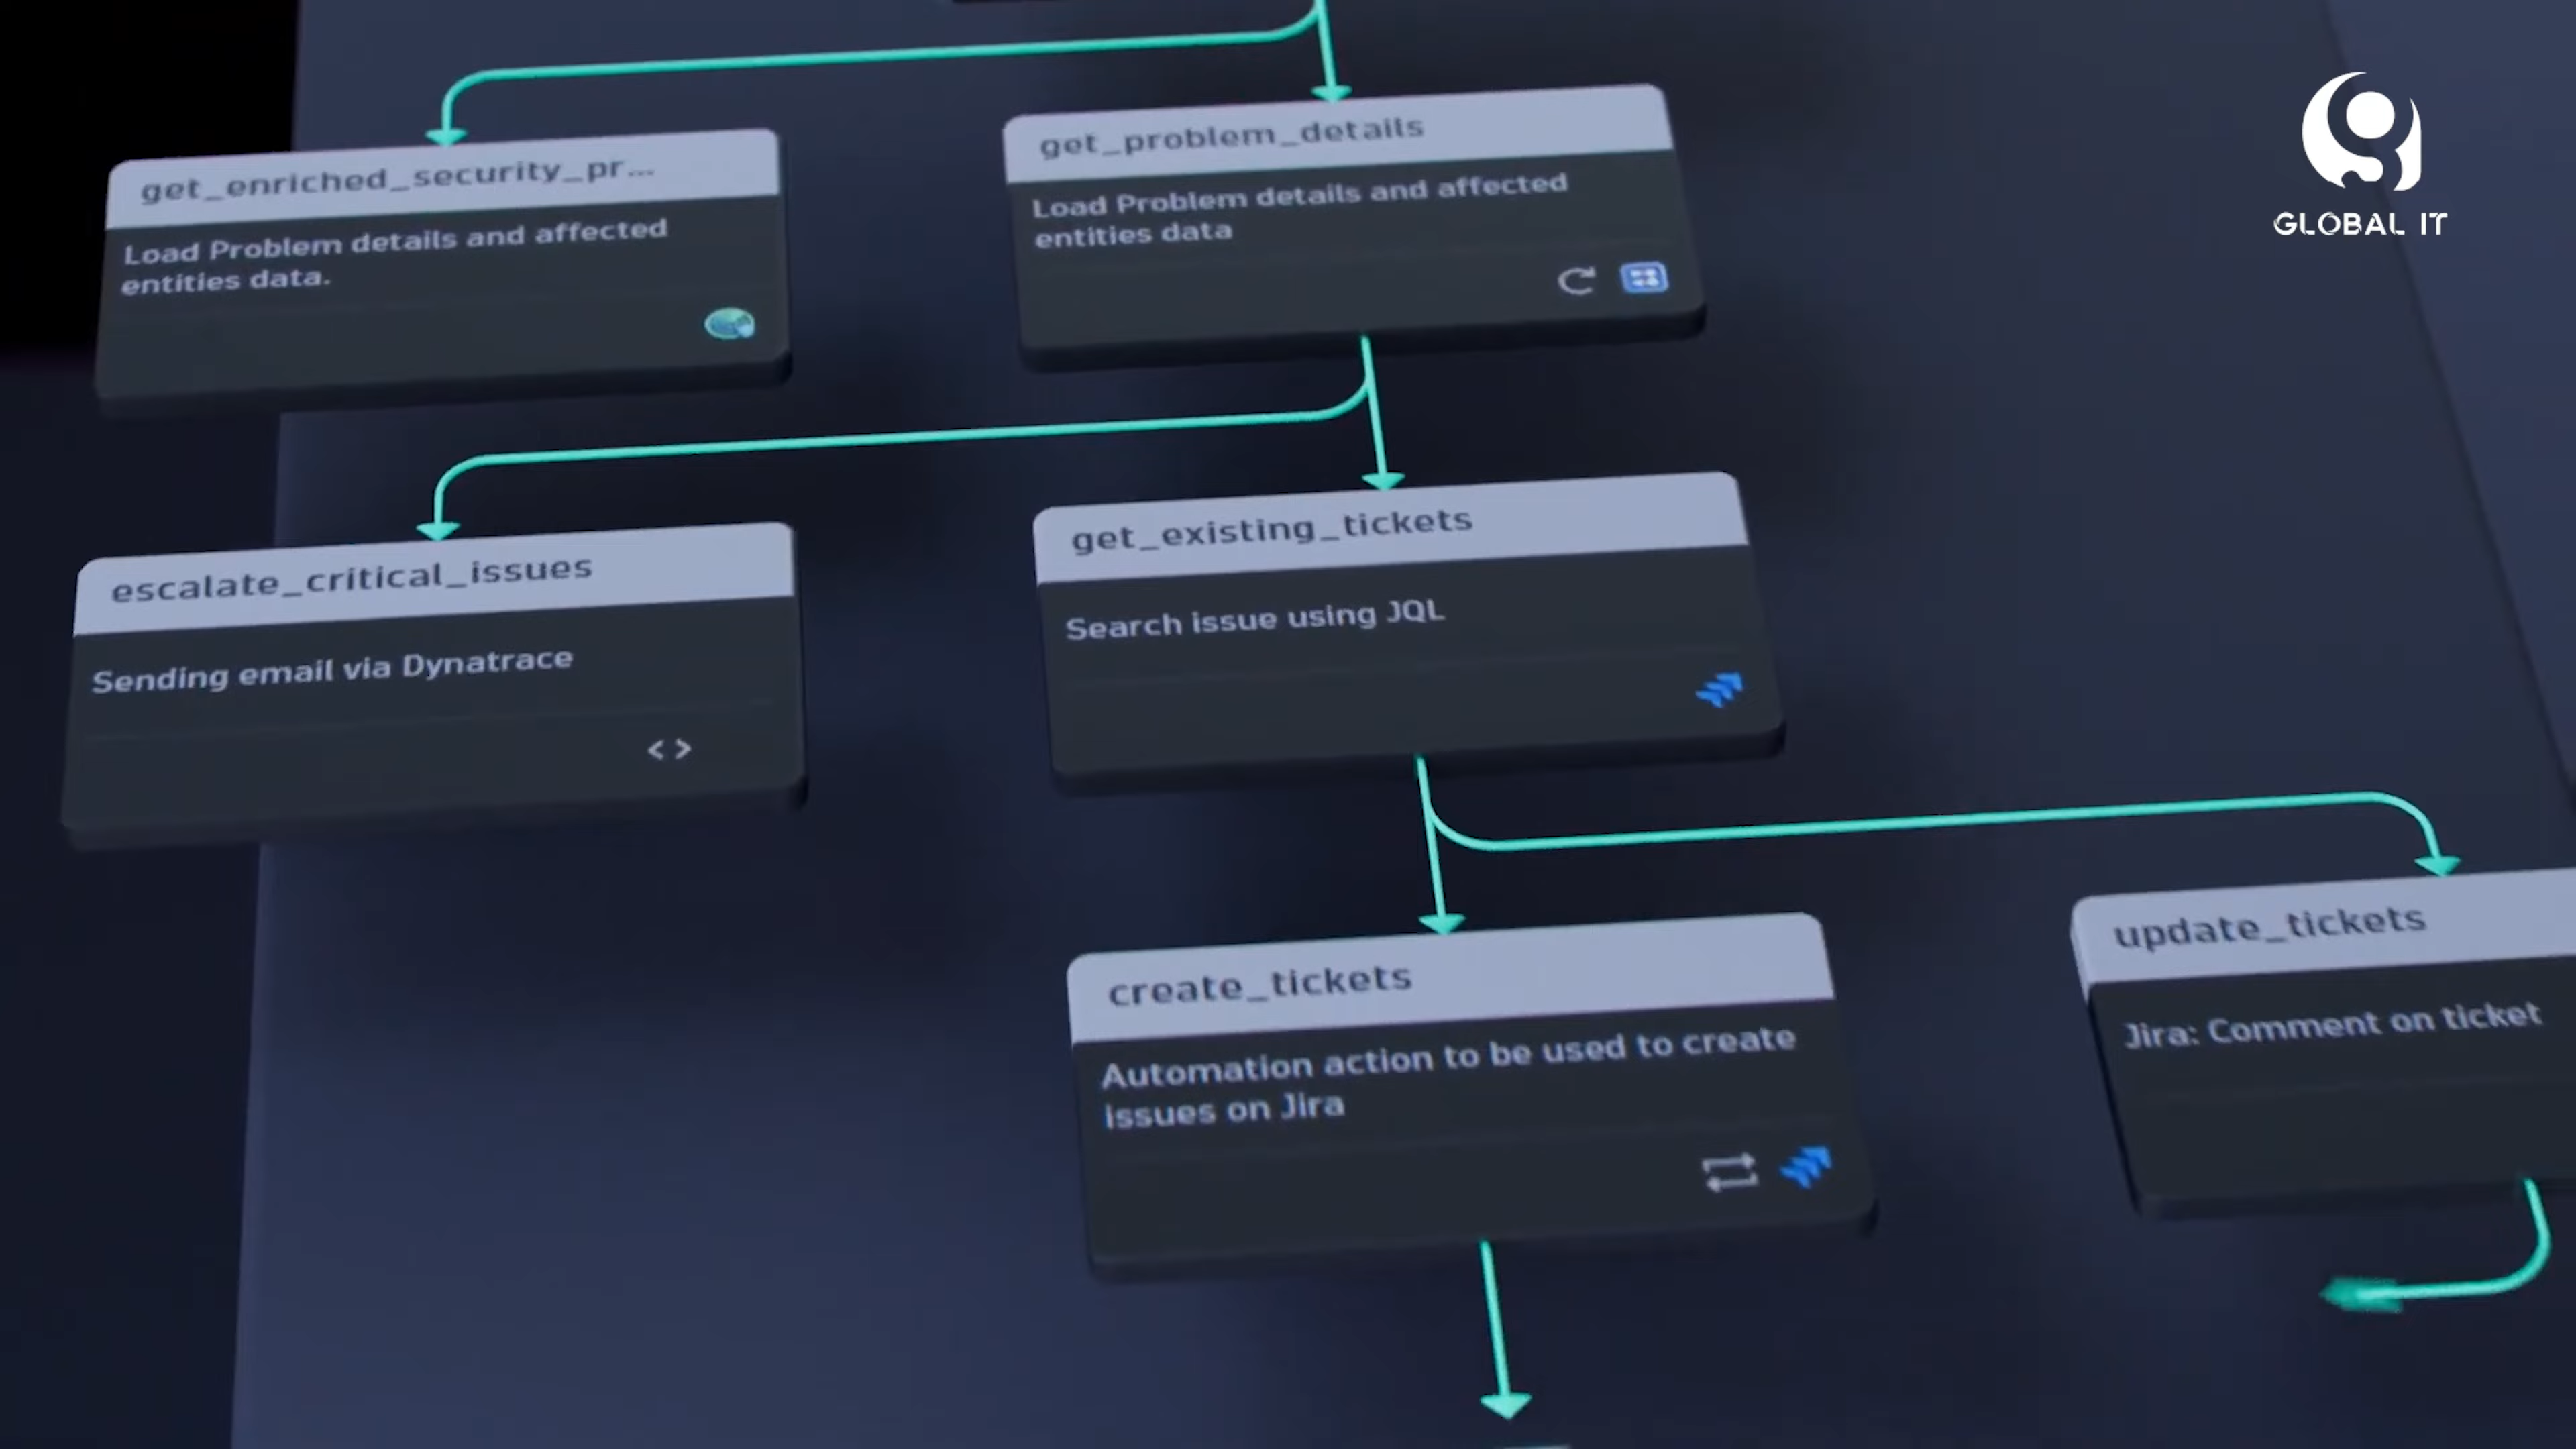 get_enriched_security_pr...
Load Problem details and affected
entities data.
get_problem_details
Load Problem details and affected
entities data
GLOBAL IT
escalate_critical_issues
Sending email via Dynatrace
< >
get_existing_tickets
Search issue using JQL
create_tickets
Automation action to be used to create
issues on Jira
update_tickets
Jira: Comment on ticket